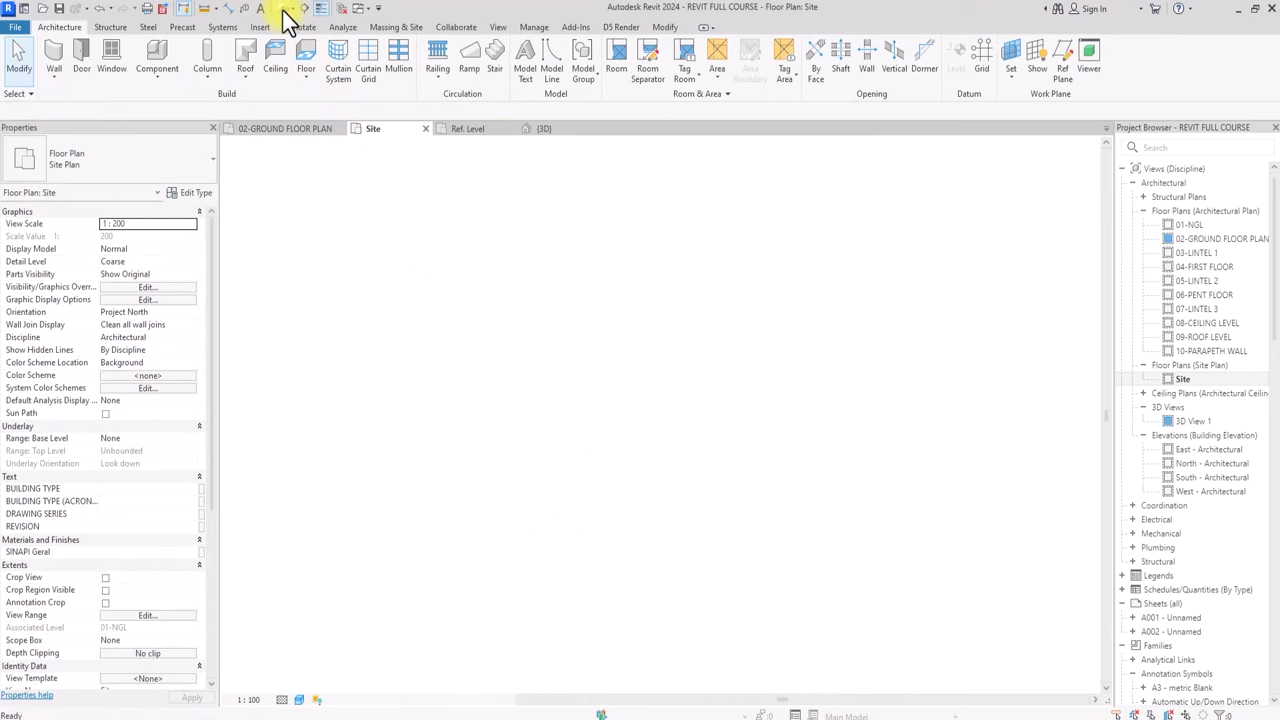 Autodesk Revit 2024 - REVIT FULL COURSE - Floor Plan: Site
Sign In
File Architecture Structure Steel Precast Systems Insert Annotate Analyze Massing & Site Collaborate View Manage Add-Ins D5 Render Modify
Modify Wall Door Window Component Column Roof Ceiling Floor Curtain System Curtain Grid Mullion Railing Ramp Stair Model Text Model Line Model Group Room Room Separator Tag Room Area Area Boundary Tag Area By Face Shaft Wall Vertical Dormer Level Grid Set Show Ref Plane Viewer
Select Build Circulation Model Room & Area Opening Datum Work Plane
Properties
02-GROUND FLOOR PLAN Site Ref. Level {3D}
Project Browser - REVIT FULL COURSE
Floor Plan
Site Plan
Floor Plan: Site Edit Type
Graphics
View Scale 1 : 200
Scale Value 1: 200
Display Model Normal
Detail Level Coarse
Parts Visibility Show Original
Visibility/Graphics Overr... Edit...
Graphic Display Options Edit...
Orientation Project North
Wall Join Display Clean all wall joins
Discipline Architectural
Show Hidden Lines By Discipline
Color Scheme Location Background
Color Scheme <none>
System Color Schemes Edit...
Default Analysis Display ... None
Sun Path
Underlay
Range: Base Level None
Range: Top Level Unbounded
Underlay Orientation Look down
Text
BUILDING TYPE
BUILDING TYPE (ACRON...
DRAWING SERIES
REVISION
Materials and Finishes
SINAPI Geral
Extents
Crop View
Crop Region Visible
Annotation Crop
View Range Edit...
Associated Level 01-NGL
Scope Box None
Depth Clipping No clip
Identity Data
View Template <None>
Properties help Apply
Ready
1 : 100
Main Model
:0
:0
Search
Views (Discipline)
Architectural
Structural Plans
Floor Plans (Architectural Plan)
01-NGL
02-GROUND FLOOR PLAN
03-LINTEL 1
04-FIRST FLOOR
05-LINTEL 2
06-PENT FLOOR
07-LINTEL 3
08-CEILING LEVEL
09-ROOF LEVEL
10-PARAPETH WALL
Floor Plans (Site Plan)
Site
Ceiling Plans (Architectural Ceilin
3D Views
3D View 1
Elevations (Building Elevation)
East - Architectural
North - Architectural
South - Architectural
West - Architectural
Coordination
Electrical
Mechanical
Plumbing
Structural
Legends
Schedules/Quantities (By Type)
Sheets (all)
A001 - Unnamed
A002 - Unnamed
Families
Analytical Links
Annotation Symbols
A3 - metric Blank
Up/Down Direction